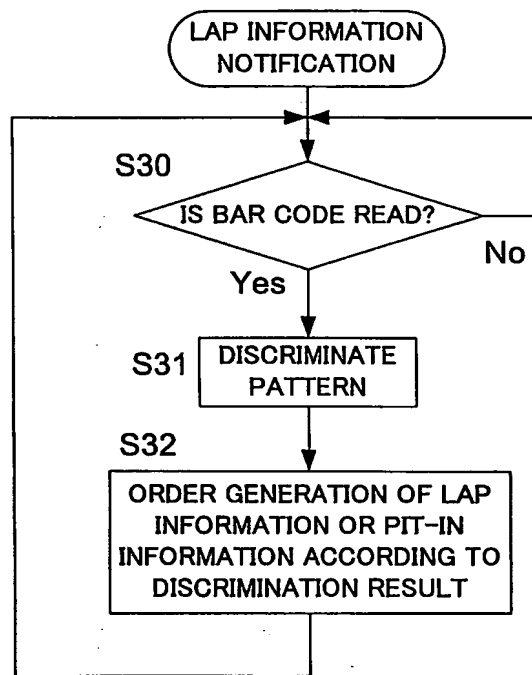 LAP INFORMATION
NOTIFICATION
S30
IS BAR CODE READ?
No
Yes
S31
DISCRIMINATE
PATTERN
S32
ORDER GENERATION OF LAP
INFORMATION OR PIT-IN
INFORMATION ACCORDING TO
DISCRIMINATION RESULT